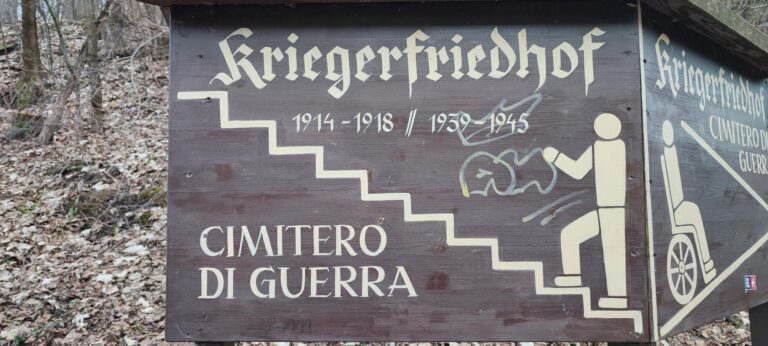 Kriegerfriedhof
1914-1918 // 1939-1945
CIMITERO
DI GUERRA
Kriegerfriedhof
CIMITERO DI
GUERRA